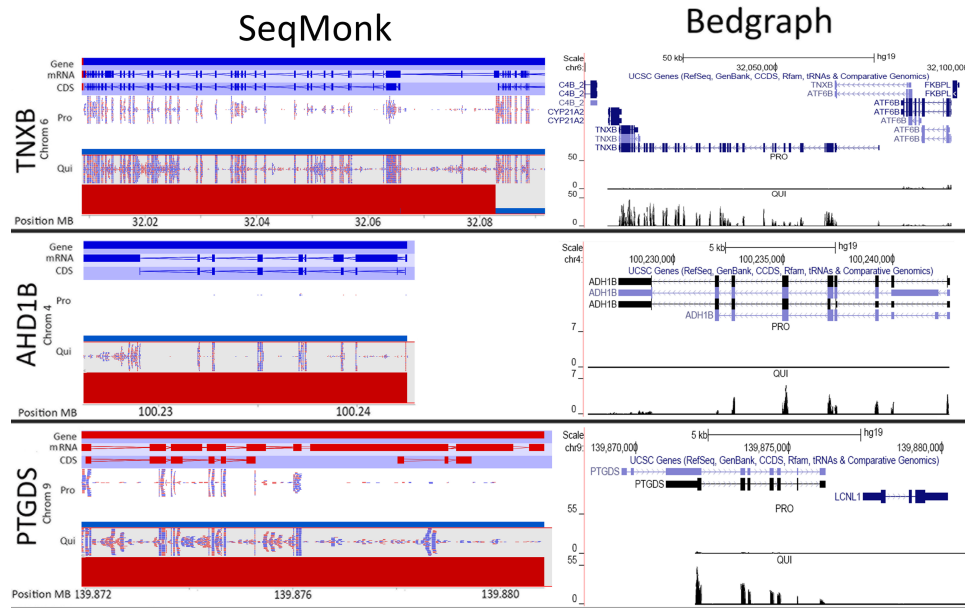 SeqMonk
Bedgraph
TNXB
Chrom 6
Gene
mRNA
CDS
Pro
Qui
Position MB
32.02
32.04
32.06
32.08
Scale
50 kb
hg19
chr6:
32,050,000
32,100,000
UCSC Genes (RefSeq, GenBank, CCDS, Rfam, tRNAs & Comparative Genomics)
C4B_2
TNXB
FKBPL
C4B_2
ATF6B
FKBPL
C4B_2
ATF6B
CYP21A2
ATF6B
CYP21A2
ATF6B
TNXB
ATF6B
TNXB
ATF6B
TNXB
PRO
50
0
QUI
50
0
AHD1B
Chrom 4
Gene
mRNA
CDS
Pro
Qui
Position MB
100.23
100.24
Scale
5 kb
hg19
chr4:
100,230,000
100,235,000
100,240,000
UCSC Genes (RefSeq, GenBank, CCDS, Rfam, tRNAs & Comparative Genomics)
ADH1B
ADH1B
ADH1B
ADH1B
PRO
7
0
QUI
7
0
PTGDS
Chrom 9
Gene
mRNA
CDS
Pro
Qui
Position MB
139.872
139.876
139.880
Scale
5 kb
hg19
chr9:
139,870,000
139,875,000
139,880,000
UCSC Genes (RefSeq, GenBank, CCDS, Rfam, tRNAs & Comparative Genomics)
PTGDS
PTGDS
LCNL1
PRO
55
0
QUI
55
0